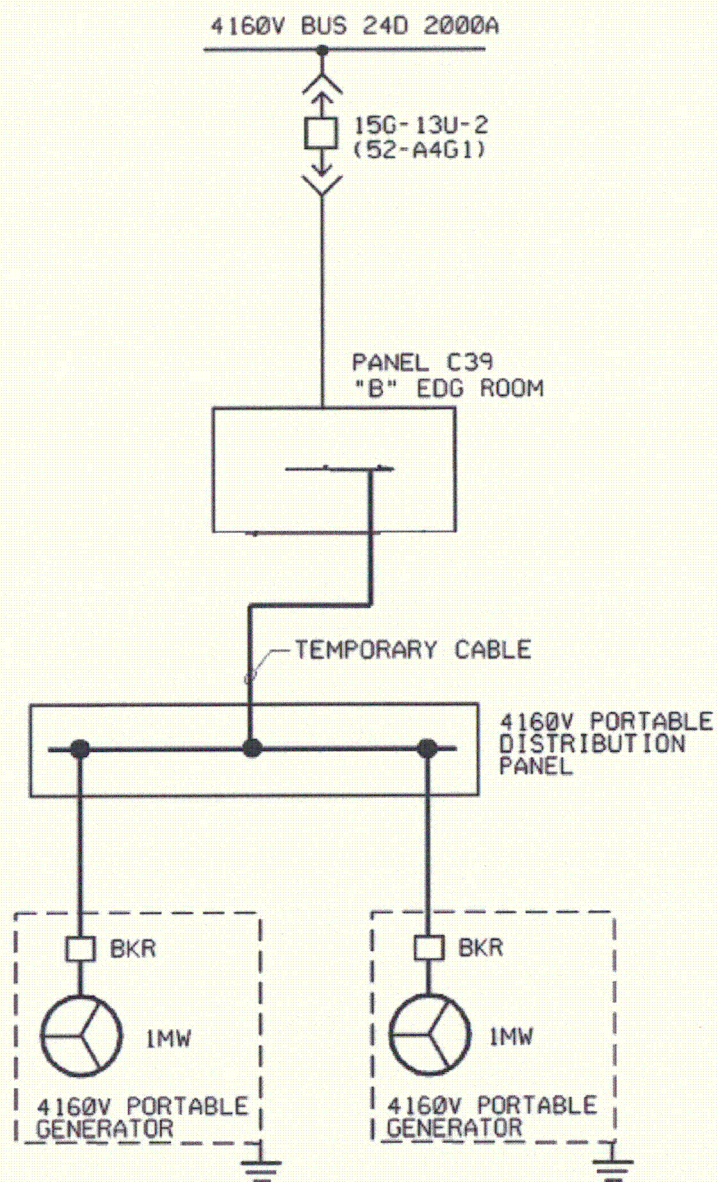 4160V BUS 24D 2000A
15G-13U-2
(52-A4G1)
PANEL C39
"B" EDG ROOM
TEMPORARY CABLE
4160V PORTABLE
DISTRIBUTION
PANEL
BKR
1MW
4160V PORTABLE
GENERATOR
BKR
1MW
4160V PORTABLE
GENERATOR